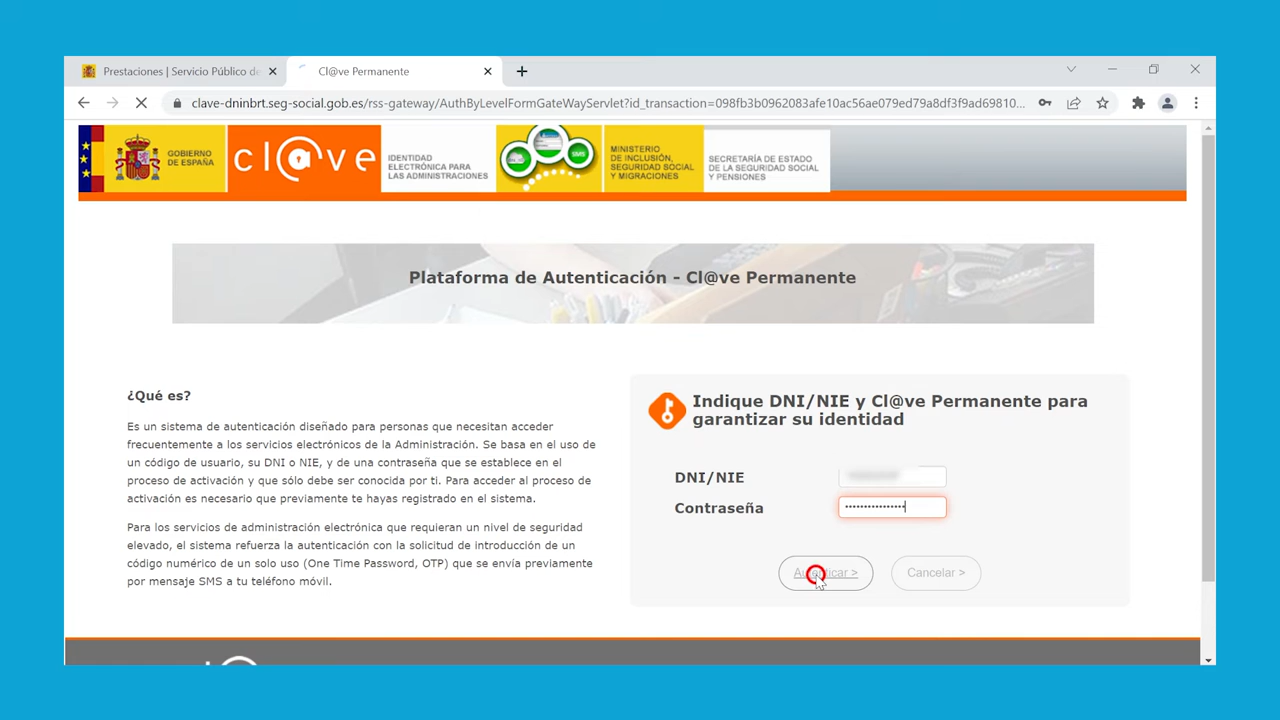 Prestaciones | Servicio Público de
Cl@ve Permanente
clave-dninbrt.seg-social.gob.es/rss-gateway/AuthByLevelFormGateWayServlet?id_transaction=098fb3b0962083afe10ac56ae079ed79a8df3f9ad69810...
GOBIERNO
DE ESPAÑA
cl@ve
IDENTIDAD
ELECTRÓNICA PARA
LAS ADMINISTRACIONES
SMS
MINISTERIO
DE INCLUSIÓN,
SEGURIDAD SOCIAL
Y MIGRACIONES
SECRETARÍA DE ESTADO
DE LA SEGURIDAD SOCIAL
Y PENSIONES
Plataforma de Autenticación - Cl@ve Permanente
¿Qué es?
Es un sistema de autenticación diseñado para personas que necesitan acceder
frecuentemente a los servicios electrónicos de la Administración. Se basa en el uso de
un código de usuario, su DNI o NIE, y de una contraseña que se establece en el
proceso de activación y que sólo debe ser conocida por ti. Para acceder al proceso de
activación es necesario que previamente te hayas registrado en el sistema.
Para los servicios de administración electrónica que requieran un nivel de seguridad
elevado, el sistema refuerza la autenticación con la solicitud de introducción de un
código numérico de un solo uso (One Time Password, OTP) que se envía previamente
por mensaje SMS a tu teléfono móvil.
Indique DNI/NIE y Cl@ve Permanente para
garantizar su identidad
DNI/NIE
Contraseña
Autenticar >
Cancelar >